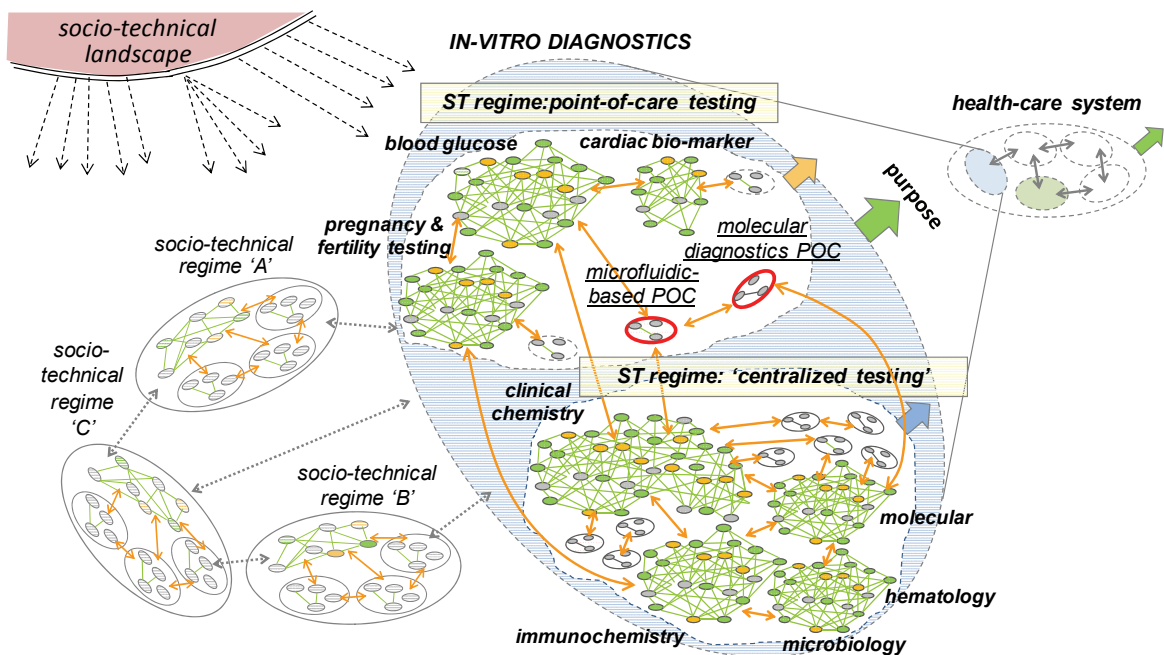 socio-technical
landscape
IN-VITRO DIAGNOSTICS
ST regime:point-of-care testing
health-care system
blood glucose
cardiac bio-marker
purpose
pregnancy &
fertility testing
molecular
diagnostics POC
microfluidic-
based POC
socio-technical
regime ‘A’
socio-
technical
regime
‘C’
ST regime: ‘centralized testing’
clinical
chemistry
socio-technical
regime ‘B’
molecular
hematology
immunochemistry
microbiology